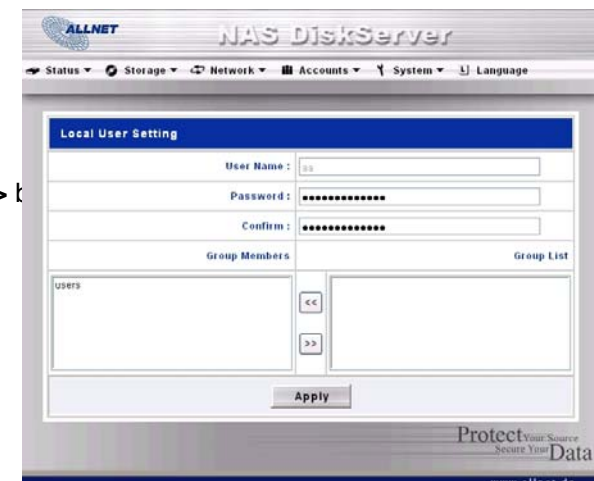 ALLNET
NAS DiskServer
Status Storage Network Accounts System Language
Local User Setting
User Name :
Password : •••••••••••••
Confirm : •••••••••••••
Group Members Group List
users
<<
>>
Apply
Protect Your Source
Secure Your Data